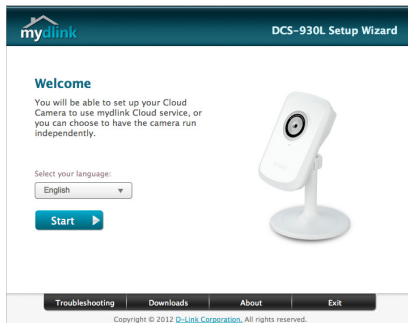 mydlink
DCS-930L Setup Wizard
Welcome
You will be able to set up your Cloud
Camera to use mydlink Cloud service, or
you can choose to have the camera run
independently.
Select your language:
English
Start
Troubleshooting Downloads About Exit
Copyright © 2012 D-Link Corporation. All rights reserved.